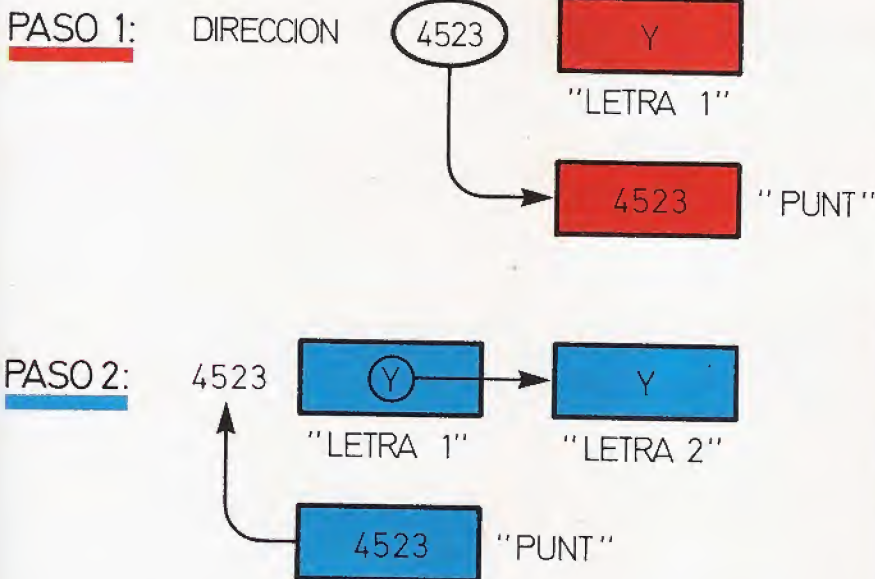 PASO 1: DIRECCION 4523 Y
"LETRA 1"
4523 "PUNT"
PASO 2: 4523 Y Y
"LETRA 1" "LETRA 2"
4523 "PUNT"